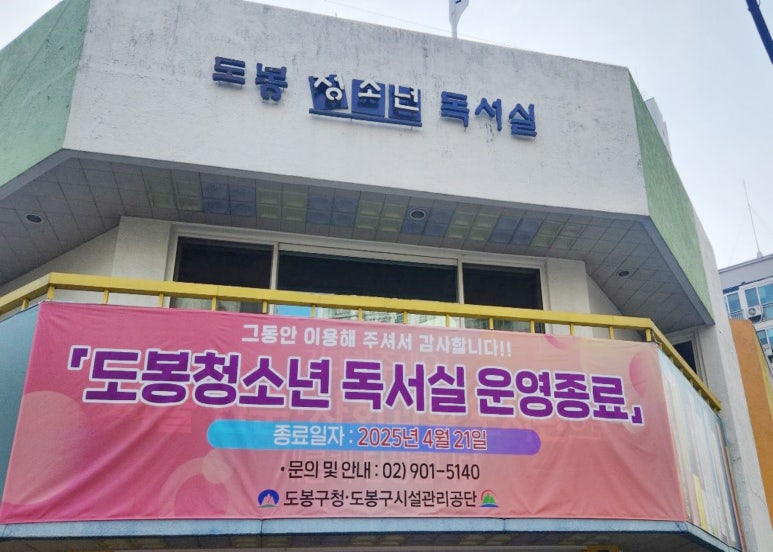 도봉 청소년 독서실
그동안 이용해 주셔서 감사합니다!!
「도봉청소년 독서실 운영종료」
종료일자 : 2025년 4월 21일
·문의 및 안내 : 02) 901-5140
도봉구청·도봉구시설관리공단